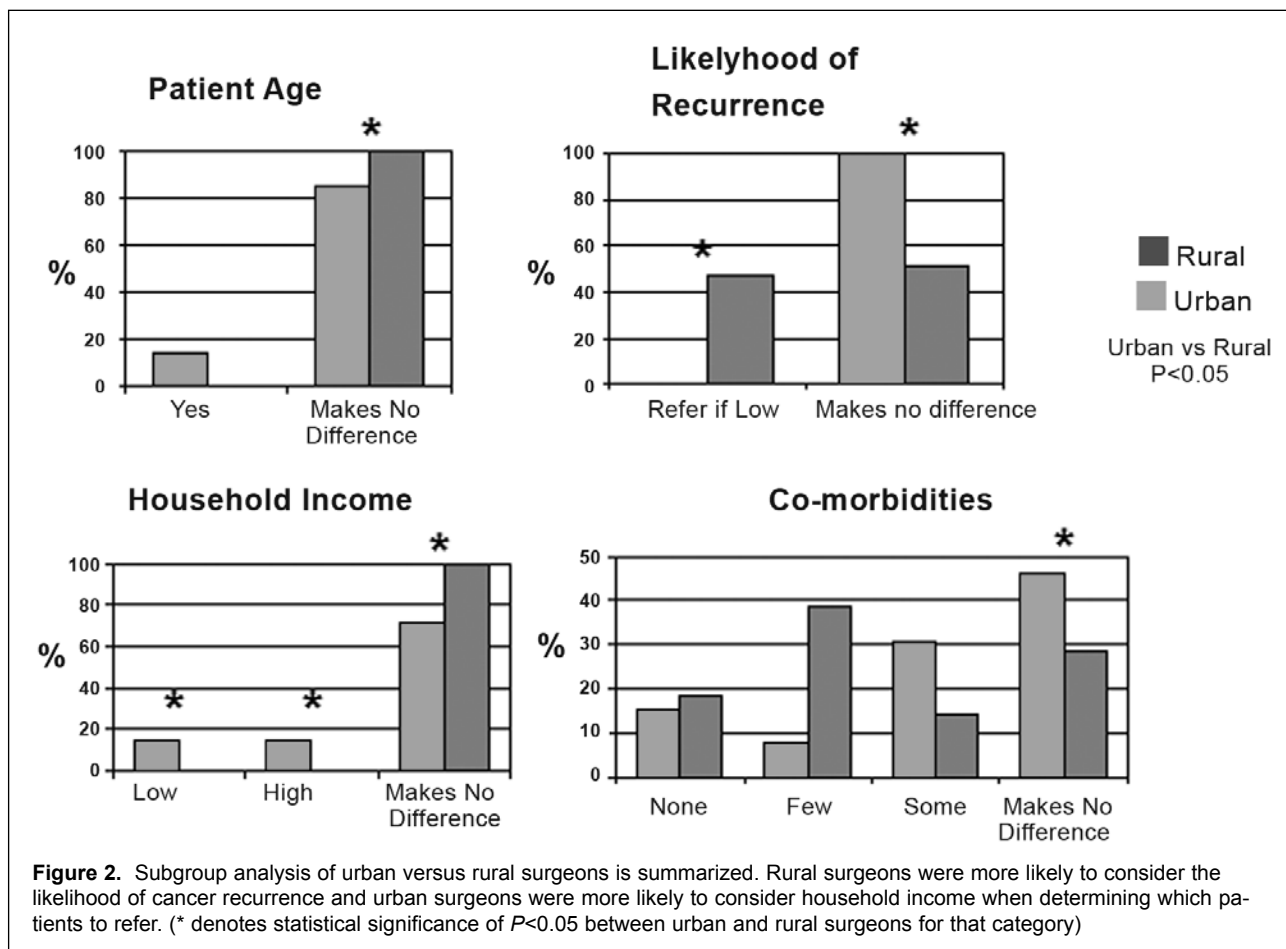 Patient Age
*
100
80
60
%
40
20
0
Yes
Makes No
Difference
Likelyhood of
Recurrence
*
100
80
60
*
%
40
20
0
Refer if Low
Makes no difference
Rural
Urban
Urban vs Rural
P<0.05
Household Income
*
100
80
60
%
40
*
*
20
0
Low
High
Makes No
Difference
Co-morbidities
*
50
40
%
30
20
10
0
None
Few
Some
Makes No
Difference
Figure 2. Subgroup analysis of urban versus rural surgeons is summarized. Rural surgeons were more likely to consider the
likelihood of cancer recurrence and urban surgeons were more likely to consider household income when determining which pa-
tients to refer. (* denotes statistical significance of P<0.05 between urban and rural surgeons for that category)